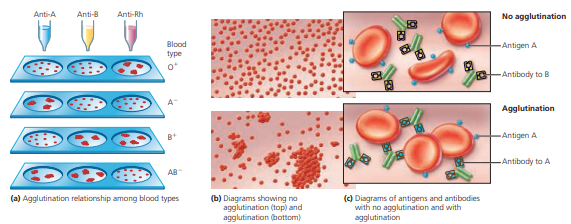 Anti-A Anti-B Anti-Rh
Blood
type
O+
A−
B+
AB−
(a) Agglutination relationship among blood types
(b) Diagrams showing no
agglutination (top) and
agglutination (bottom)
No agglutination
Antigen A
Antibody to B
Agglutination
Antigen A
Antibody to A
(c) Diagrams of antigens and antibodies
with no agglutination and with
agglutination